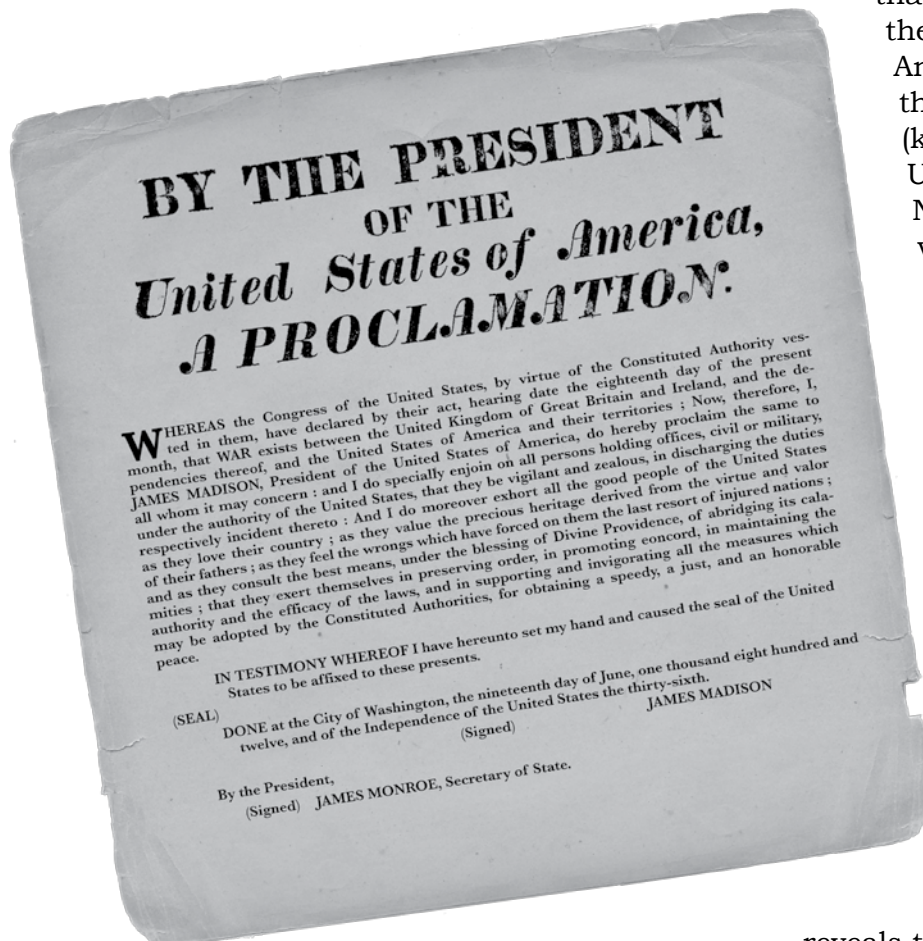 BY THE PRESIDENT
OF THE
United States of America,
A PROCLAMATION.
WHEREAS the Congress of the United States, by virtue of the Constituted Authority ves-
ted in them, have declared by their act, hearing date the eighteenth day of the present
month, that WAR exists between the United Kingdom of Great Britain and Ireland, and the de-
pendencies thereof, and the United States of America and their territories ; Now, therefore, I,
JAMES MADISON, President of the United States of America, do hereby proclaim the same to
all whom it may concern : and I do specially enjoin on all persons holding offices, civil or military,
under the authority of the United States, that they be vigilant and zealous, in discharging the duties
respectively incident thereto : And I do moreover exhort all the good people of the United States
as they love their country ; as they value the precious heritage derived from the virtue and valor
of their fathers ; as they feel the wrongs which have forced on them the last resort of injured nations ;
and as they consult the best means, under the blessing of Divine Providence, of abridging its cala-
mities ; that they exert themselves in preserving order, in promoting concord, in maintaining the
authority and the efficacy of the laws, and in supporting and invigorating all the measures which
may be adopted by the Constituted Authorities, for obtaining a speedy, a just, and an honorable
peace.
IN TESTIMONY WHEREOF I have hereunto set my hand and caused the seal of the United
States to be affixed to these presents.
(SEAL)
DONE at the City of Washington, the nineteenth day of June, one thousand eight hundred and
twelve, and of the Independence of the United States the thirty-sixth.
(Signed) JAMES MADISON
By the President,
(Signed) JAMES MONROE, Secretary of State.
reveals